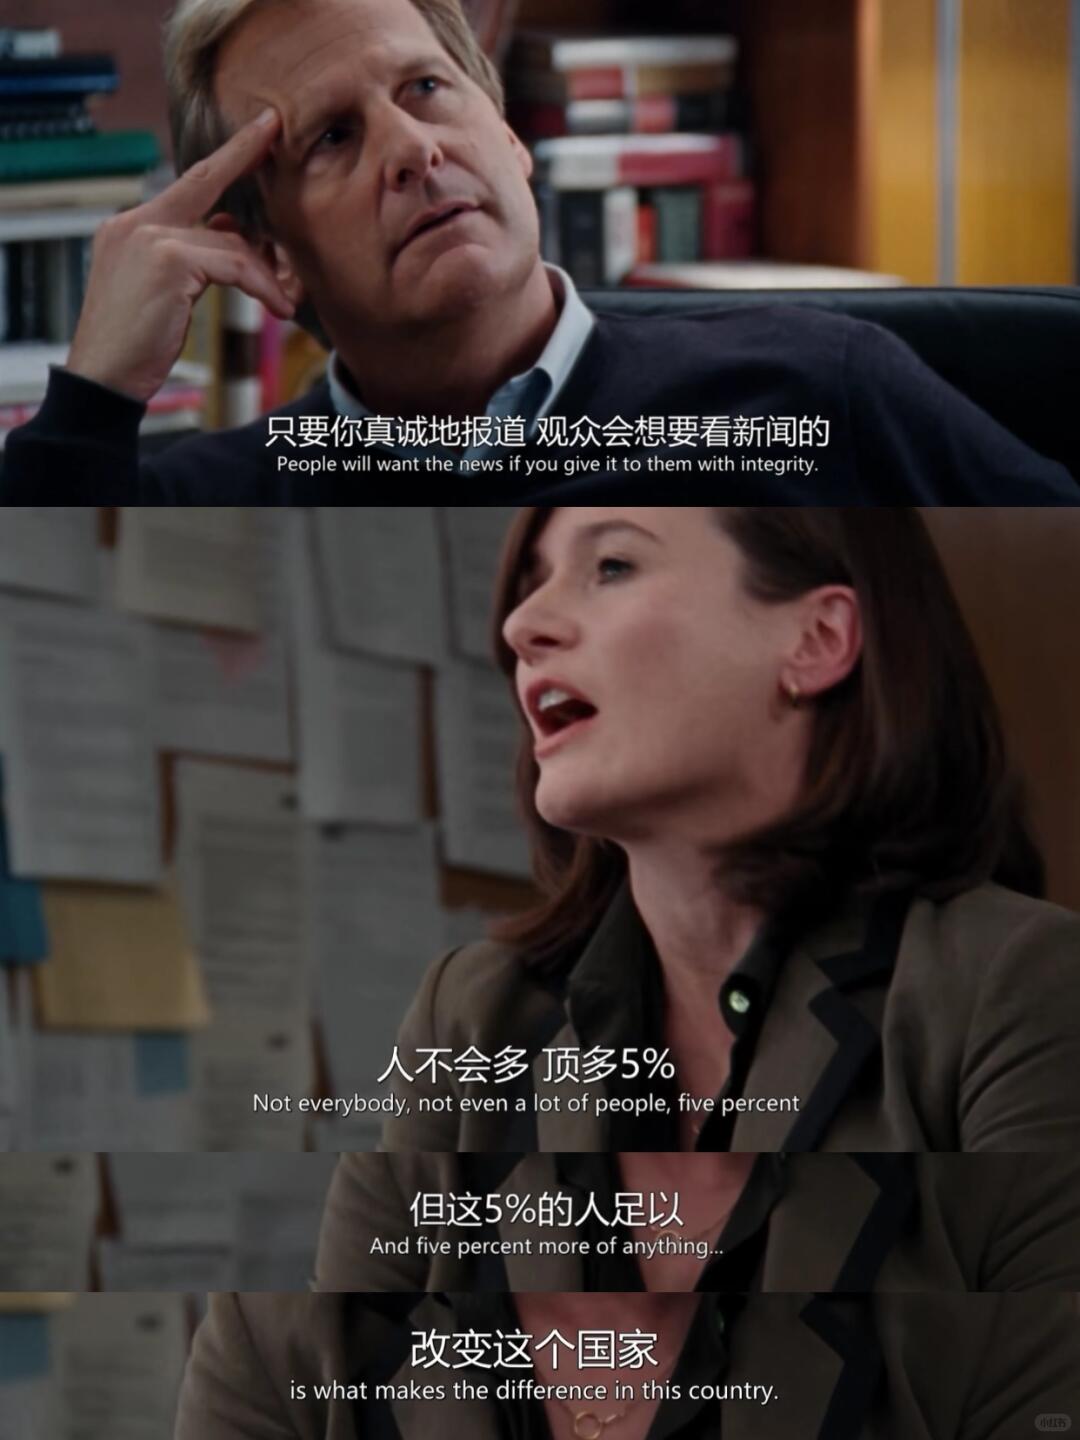 只要你真诚地报道 观众会想要看新闻的
People will want the news if you give it to them with integrity.
人不会多 顶多5%
Not everybody, not even a lot of people, five percent
但这5%的人足以
And five percent more of anything...
改变这个国家
is what makes the difference in this country.
小红书